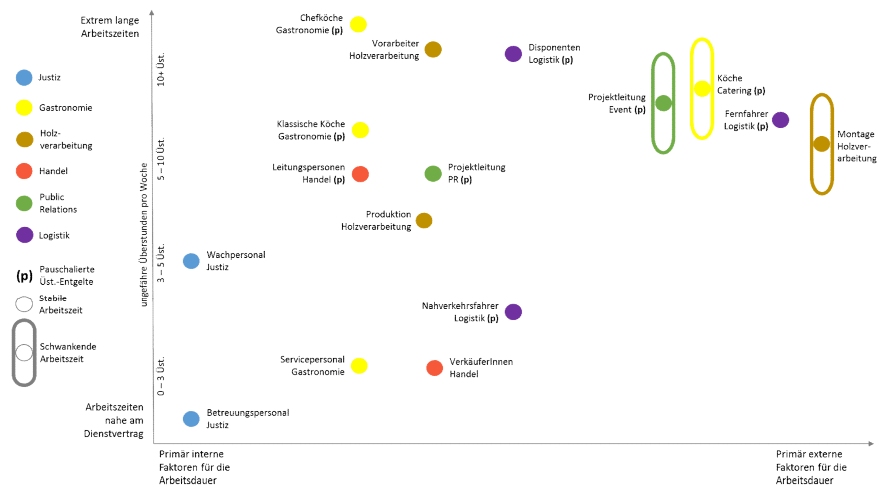 Extrem lange
Arbeitszeiten
Justiz
Gastronomie
Holz-
verarbeitung
Handel
Public
Relations
Logistik
(p)
Pauschalierte
Üst.-Entgelte
Stabile
Arbeitszeit
Schwankende
Arbeitszeit
Arbeitszeiten
nahe am
Dienstvertrag
ungefähre Überstunden pro Woche
10+ Üst.
5 – 10 Üst.
3 – 5 Üst.
0 – 3 Üst.
Chefköche
Gastronomie (p)
Vorarbeiter
Holzverarbeitung
Disponenten
Logistik (p)
Projektleitung
Event (p)
Köche
Catering (p)
Fernfahrer
Logistik (p)
Montage
Holzver-
arbeitung
Klassische Köche
Gastronomie (p)
Leitungspersonen
Handel (p)
Projektleitung
PR (p)
Produktion
Holzverarbeitung
Wachpersonal
Justiz
Nahverkehrsfahrer
Logistik (p)
Servicepersonal
Gastronomie
VerkäuferInnen
Handel
Betreuungspersonal
Justiz
Primär interne
Faktoren für die
Arbeitsdauer
Primär externe
Faktoren für die
Arbeitsdauer